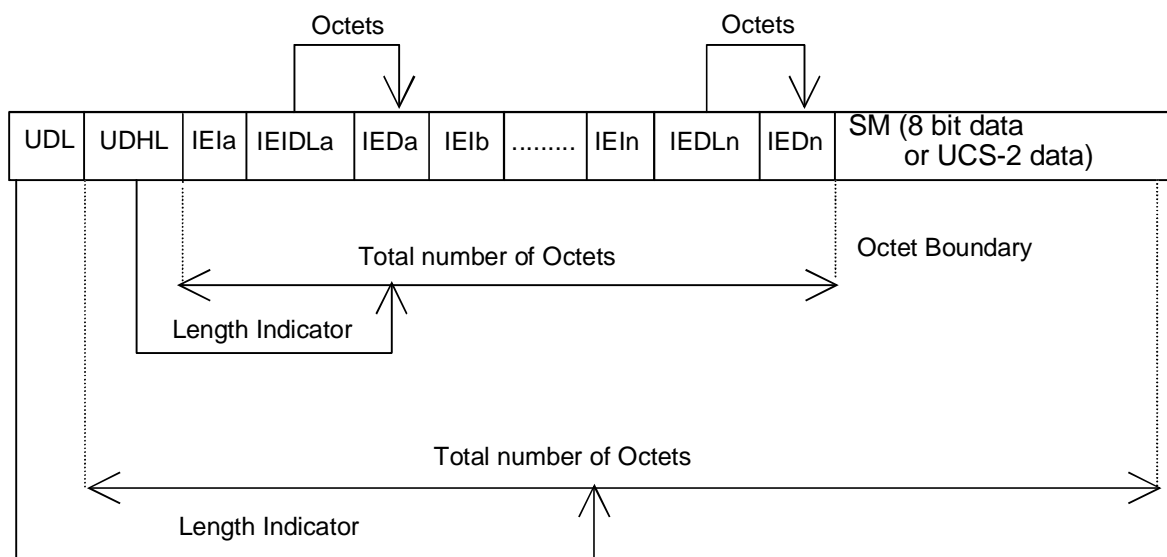 Octets Octets
UDL UDHL IEIa IEIDLa IEDa IEIb ......... IEIn IEDLn IEDn SM (8 bit data
or UCS-2 data)
Total number of Octets Octet Boundary
Length Indicator
Total number of Octets
Length Indicator